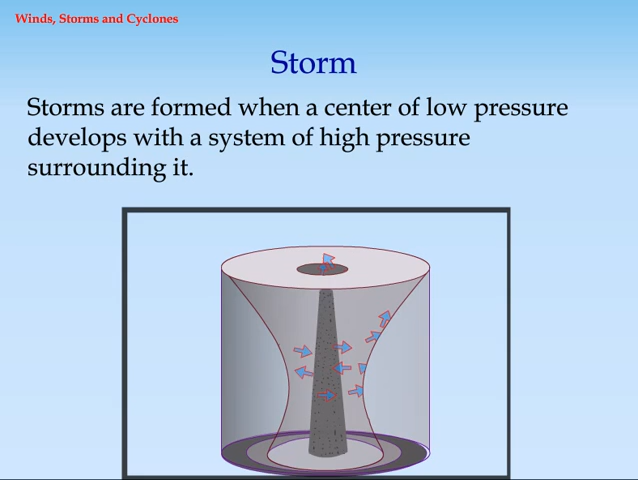 Winds, Storms and Cyclones
Storm
Storms are formed when a center of low pressure
develops with a system of high pressure
surrounding it.